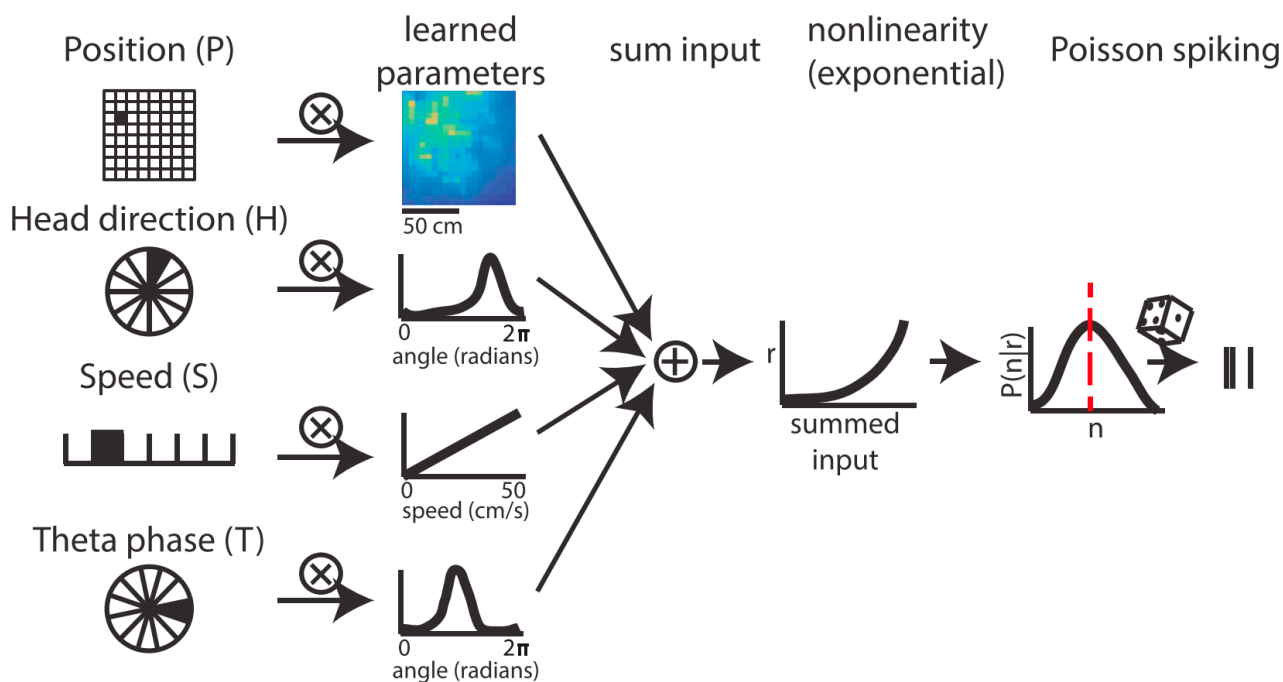 Position (P)
learned
parameters
sum input
nonlinearity
(exponential)
Poisson spiking
50 cm
Head direction (H)
0
2π
angle (radians)
Speed (S)
0
50
speed (cm/s)
Theta phase (T)
0
2π
angle (radians)
r
summed
input
P(n|r)
n